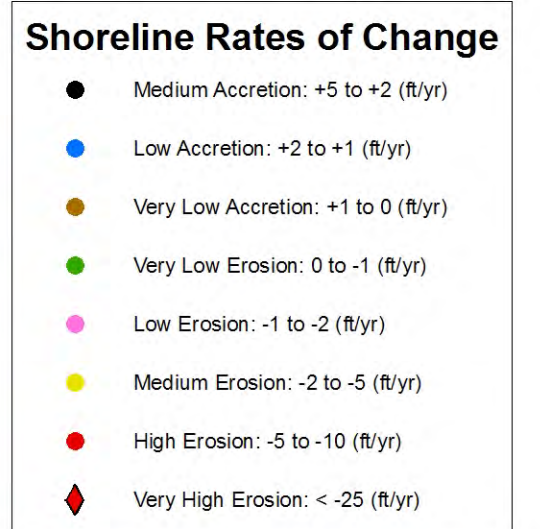 Shoreline Rates of Change
Medium Accretion: +5 to +2 (ft/yr)
Low Accretion: +2 to +1 (ft/yr)
Very Low Accretion: +1 to 0 (ft/yr)
Very Low Erosion: 0 to -1 (ft/yr)
Low Erosion: -1 to -2 (ft/yr)
Medium Erosion: -2 to -5 (ft/yr)
High Erosion: -5 to -10 (ft/yr)
Very High Erosion: < -25 (ft/yr)